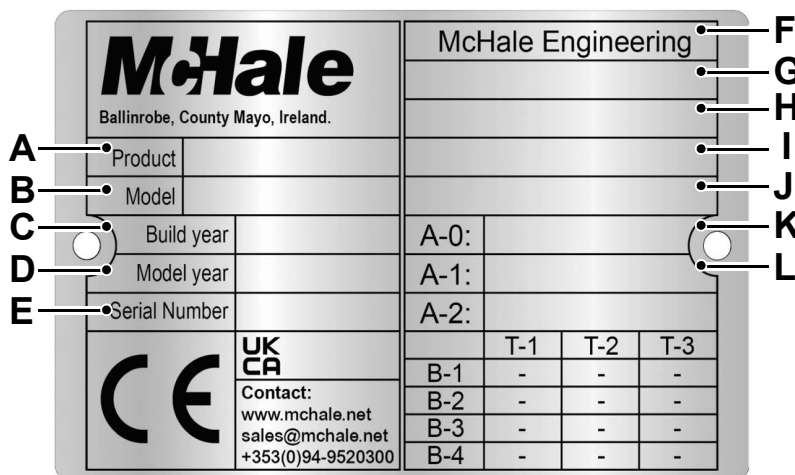 McHale
Ballinrobe, County Mayo, Ireland.
A
Product
B
Model
C
Build year
D
Model year
E
Serial Number
CE
UK
CA
Contact:
www.mchale.net
sales@mchale.net
+353(0)94-9520300
McHale Engineering
F
G
H
I
J
A-0:
K
A-1:
L
A-2:
T-1 T-2 T-3
B-1 - - -
B-2 - - -
B-3 - - -
B-4 - - -